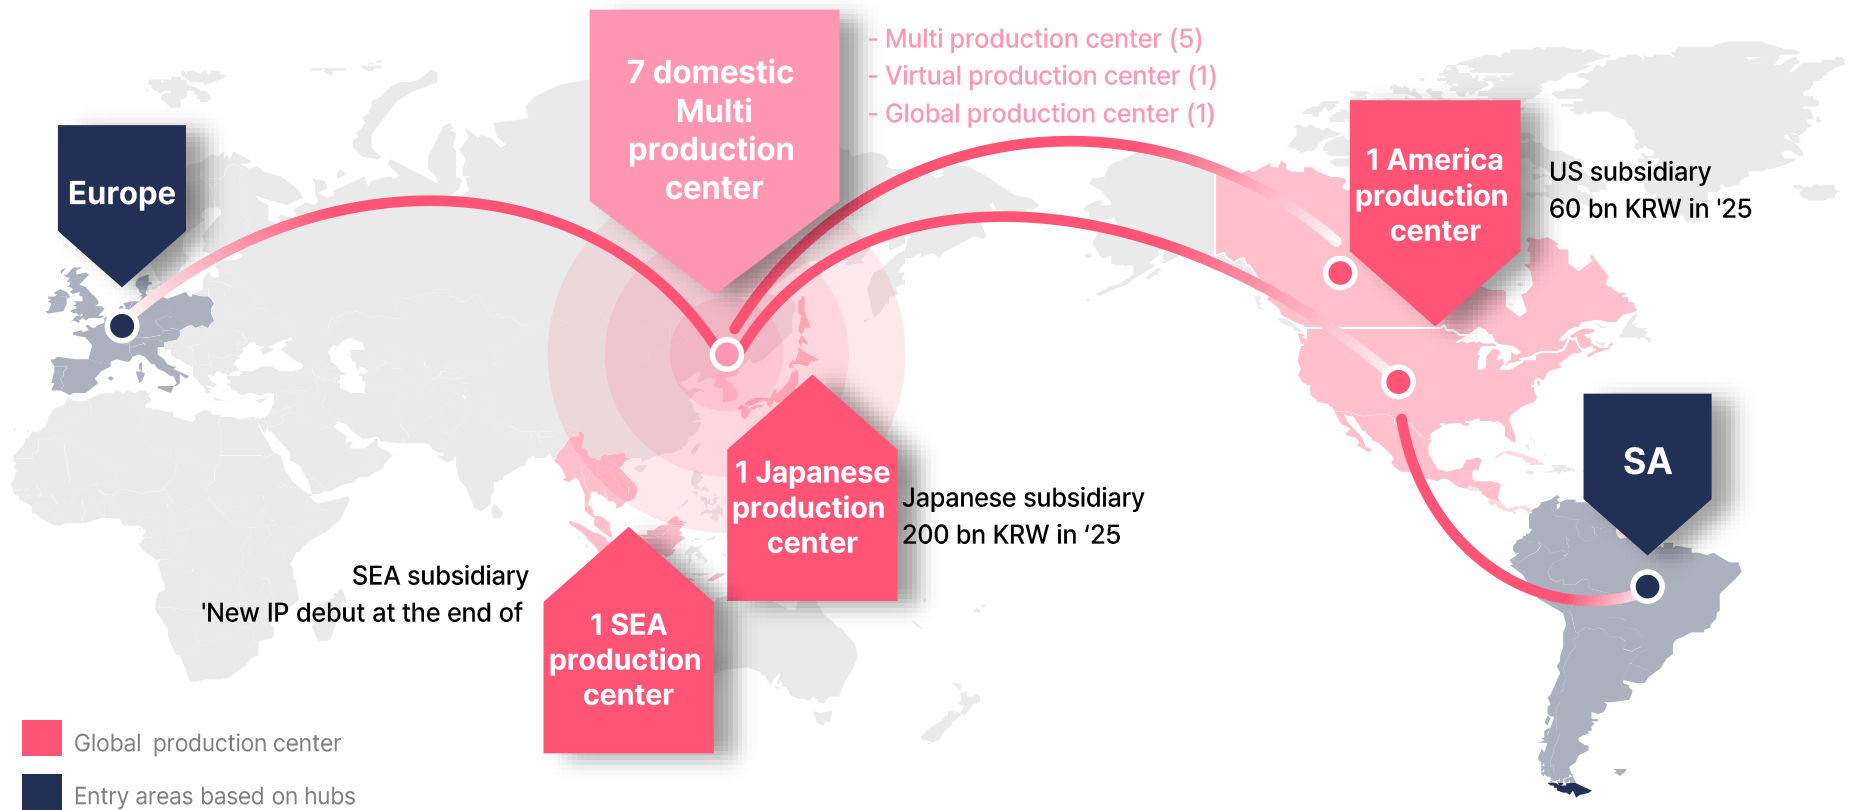 7 domestic
Multi
production
center
- Multi production center (5)
- Virtual production center (1)
- Global production center (1)
Europe
1 America
production
center
US subsidiary
60 bn KRW in '25
SA
1 Japanese
production
center
Japanese subsidiary
200 bn KRW in ‘25
SEA subsidiary
'New IP debut at the end of
1 SEA
production
center
Global production center
Entry areas based on hubs